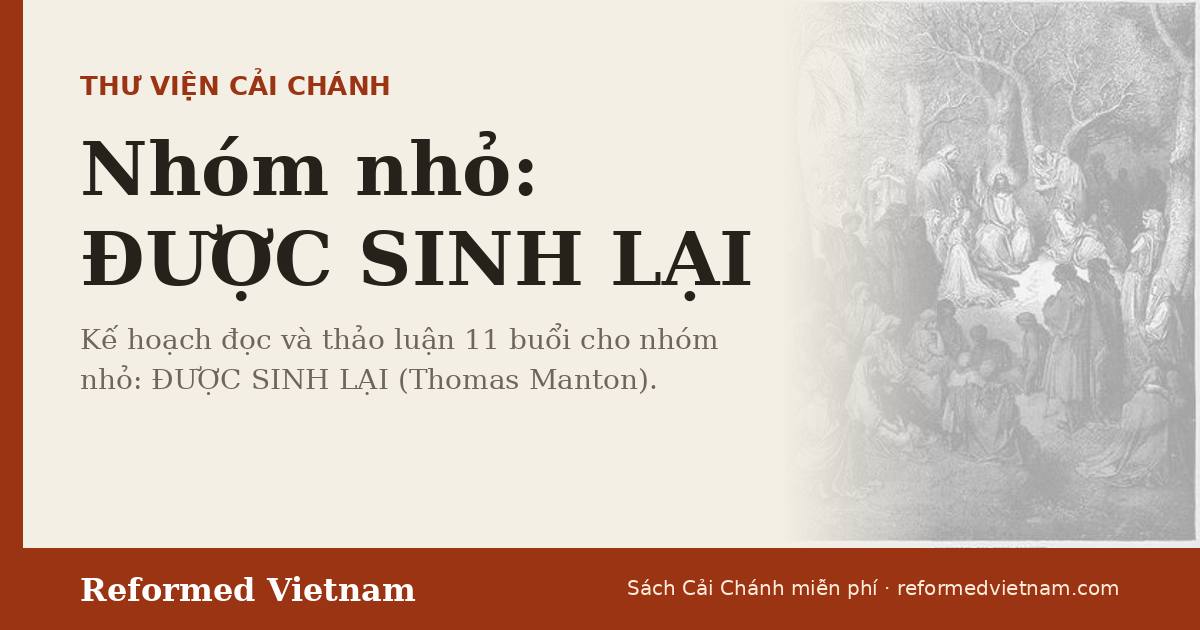 THƯ VIỆN CẢI CHÁNH
Nhóm nhỏ:
ĐƯỢC SINH LẠI
Kế hoạch đọc và thảo luận 11 buổi cho nhóm
nhỏ: ĐƯỢC SINH LẠI (Thomas Manton).
Reformed Vietnam
Sách Cải Chánh miễn phí · reformedvietnam.com